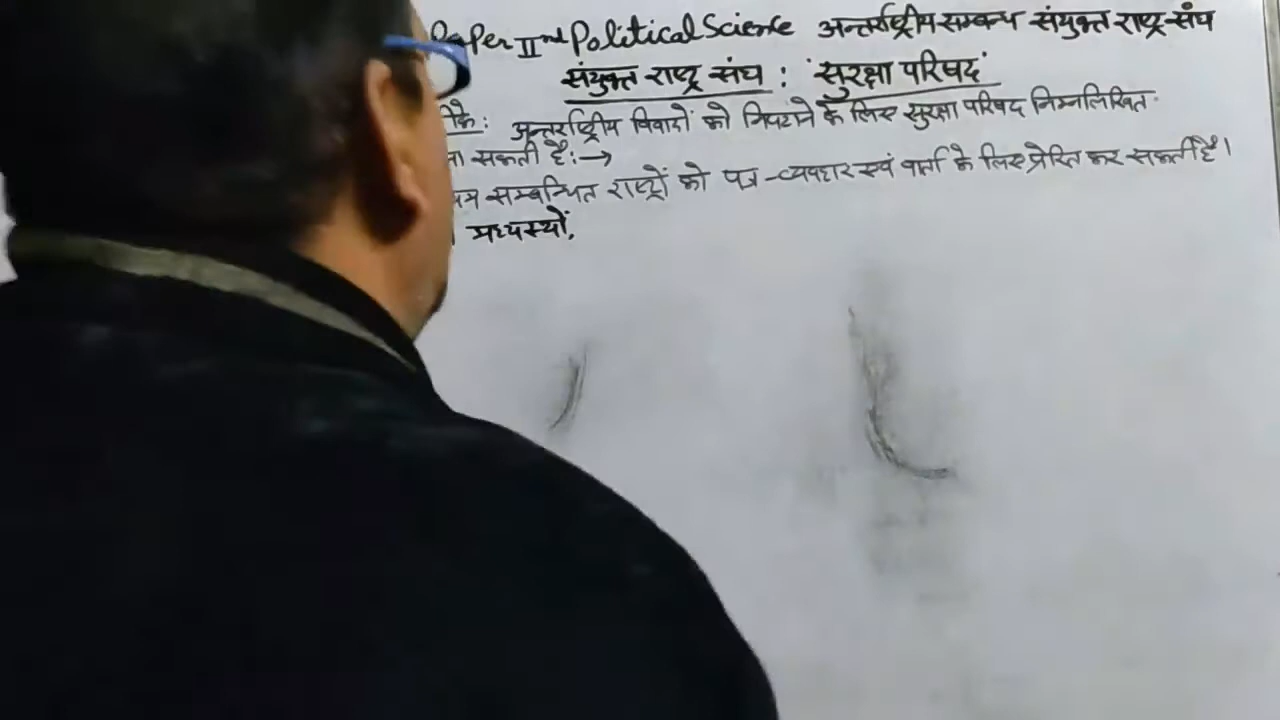 Paper IInd Political Science अन्तर्राष्ट्रीय सम्बन्ध संयुक्त राष्ट्र संघ
संयुक्त राष्ट्र संघ : सुरक्षा परिषद
के: अन्तर्राष्ट्रीय विवादों को निपटाने के लिए सुरक्षा परिषद निम्नलिखित
ना सकती है:→
सम्बन्धित राष्ट्रों को पत्र-व्यवहार एवं वार्ता के लिए प्रेरित कर सकती है।
मध्यस्थों,